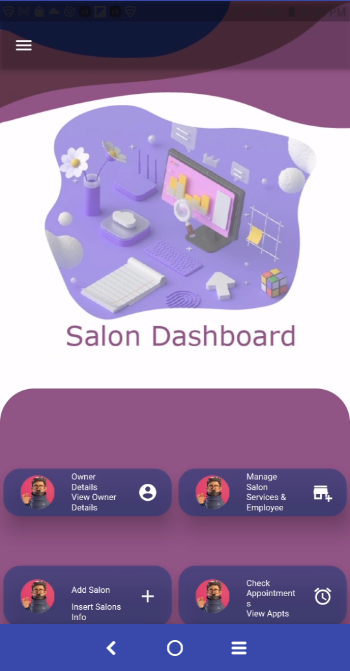 Salon Dashboard
Owner
Details
View Owner
Details
Manage
Salon
Services &
Employee
Add Salon
Insert Salons
Info
Check
Appointment
s
View Appts